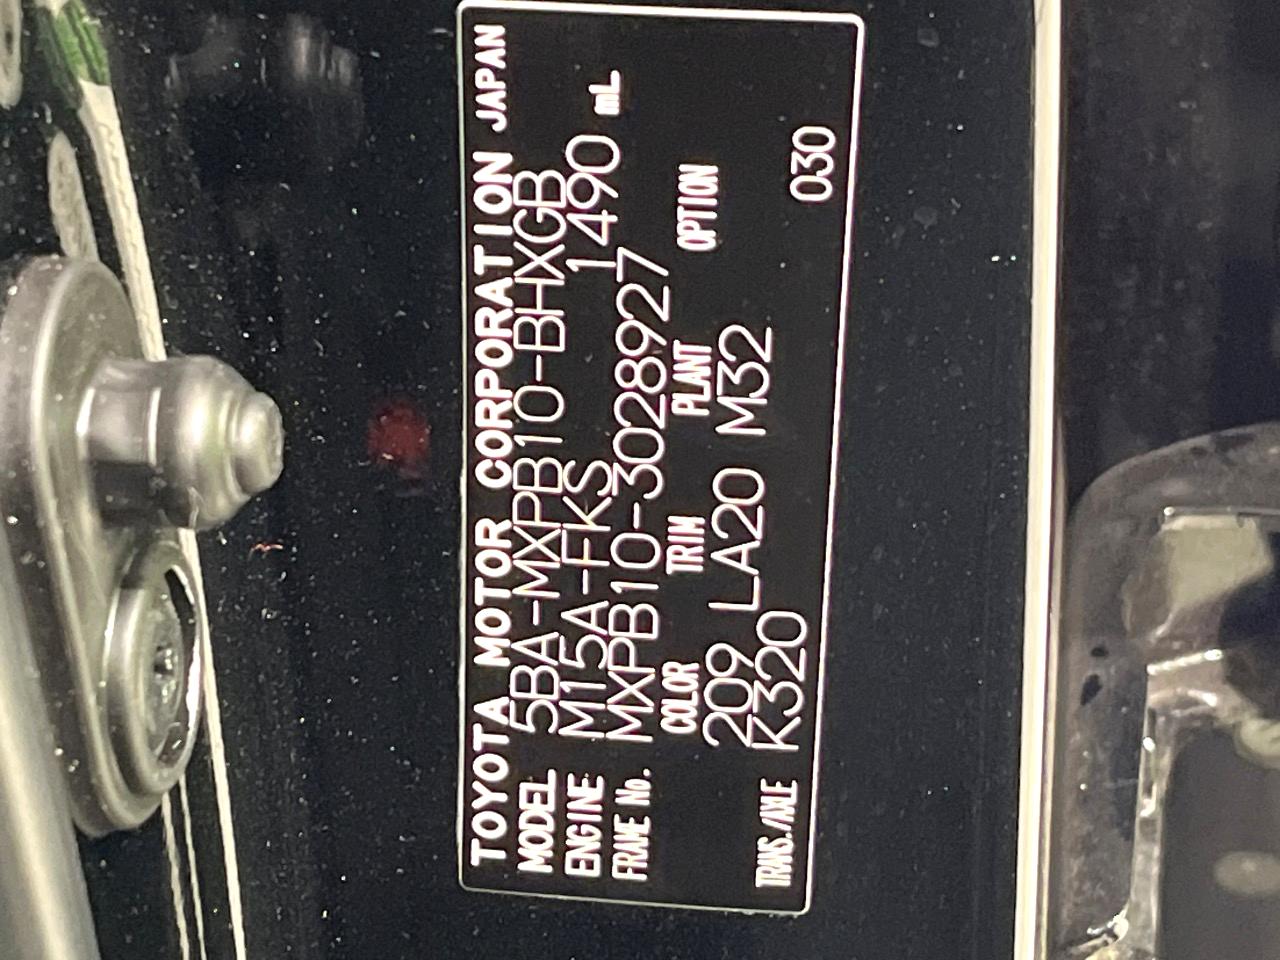 TOYOTA MOTOR CORPORATION JAPAN
MODEL 5BA-MXPB10-BHXGB
ENGINE M15A-FKS 1490 mL
FRAME No. MXPB10-3028927
COLOR TRIM PLANT OPTION
209 LA20 M32
TRANS./AXLE K320 030